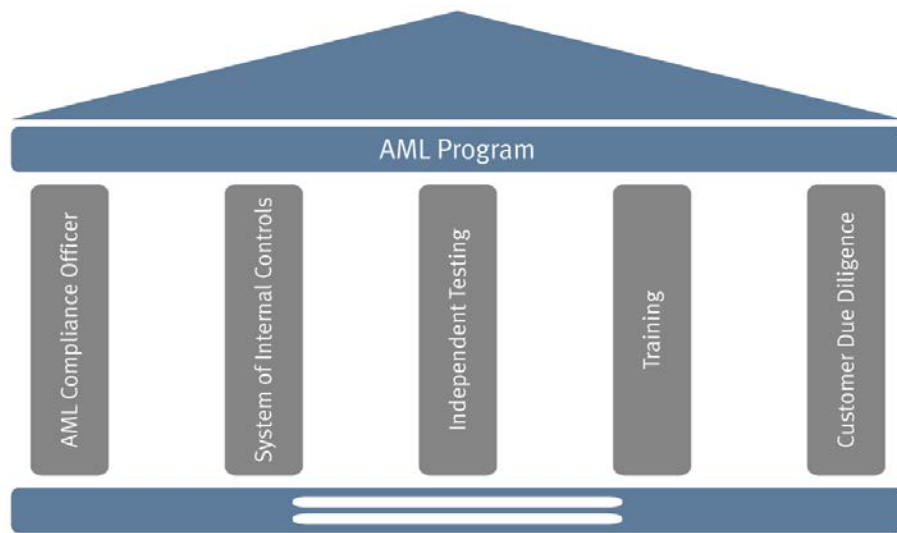 AML Program
AML Compliance Officer
System of Internal Controls
Independent Testing
Training
Customer Due Diligence